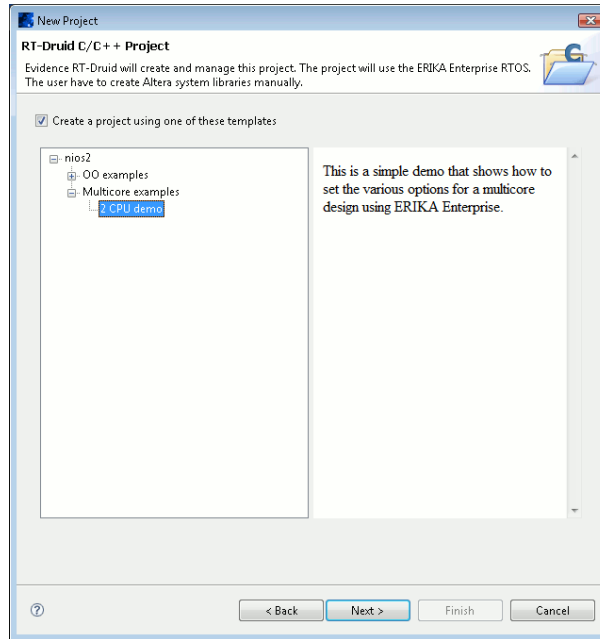 New Project
RT-Druid C/C++ Project
Evidence RT-Druid will create and manage this project. The project will use the ERIKA Enterprise RTOS.
The user have to create Altera system libraries manually.
Create a project using one of these templates
nios2
OO examples
Multicore examples
2 CPU demo
This is a simple demo that shows how to
set the various options for a multicore
design using ERIKA Enterprise.
C
?
< Back
Next >
Finish
Cancel